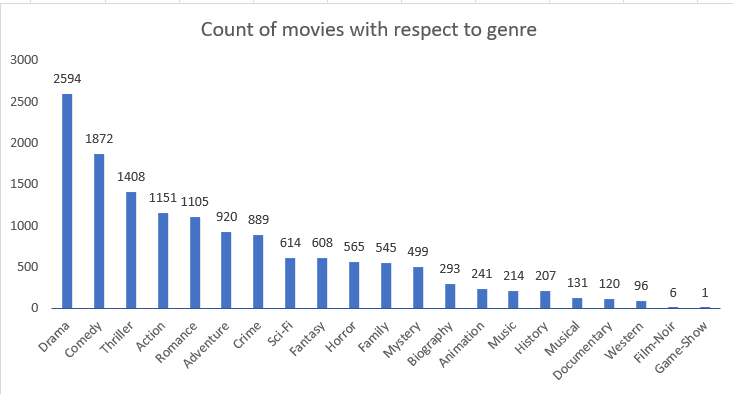 Count of movies with respect to genre
3000
2500
2000
1500
1000
500
0
2594
1872
1408
1151
1105
920
889
614
608
565
545
499
293
241
214
207
131
120
96
6
1
Drama
Comedy
Thriller
Action
Romance
Adventure
Crime
Sci-Fi
Fantasy
Horror
Family
Mystery
Biography
Animation
Music
History
Musical
Documentary
Western
Film-Noir
Game-Show